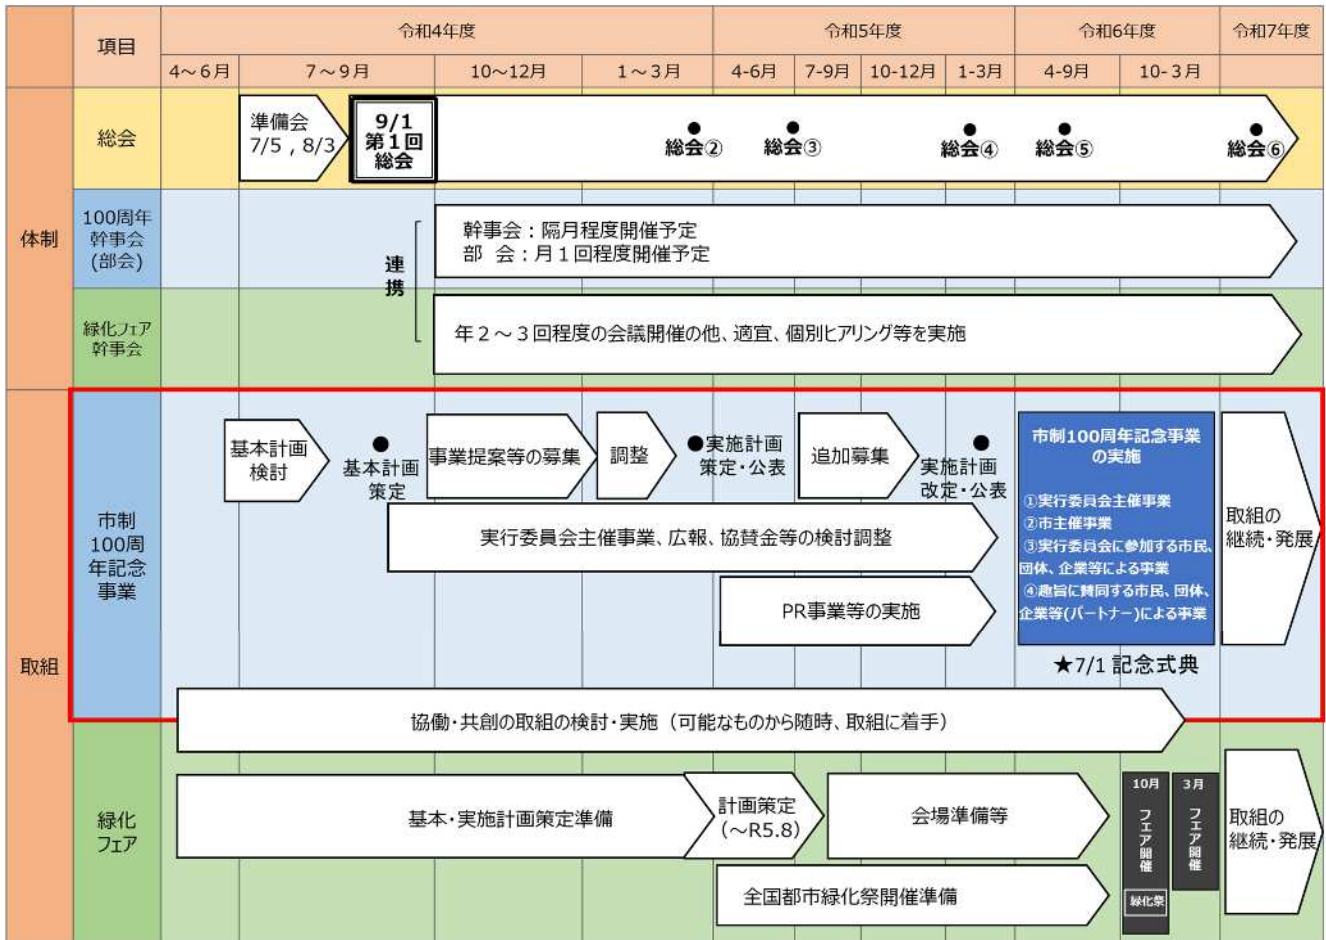 項目
令和4年度
令和5年度
令和6年度
令和7年度
4～6月
7～9月
10～12月
1～3月
4-6月
7-9月
10-12月
1-3月
4-9月
10-3月
体制
総会
準備会
7/5 , 8/3
9/1
第1回
総会
総会②
総会③
総会④
総会⑤
総会⑥
100周年
幹事会
(部会)
連携
幹事会：隔月程度開催予定
部 会：月1回程度開催予定
緑化フェア
幹事会
年2～3回程度の会議開催の他、適宜、個別ヒアリング等を実施
取組
市制
100周
年記念
事業
基本計画
検討
基本計画
策定
事業提案等の募集
調整
実施計画
策定・公表
追加募集
実施計画
改定・公表
実行委員会主催事業、広報、協賛金等の検討調整
PR事業等の実施
市制100周年記念事業
の実施
①実行委員会主催事業
②市主催事業
③実行委員会に参加する市民、
団体、企業等による事業
④趣旨に賛同する市民、団体、
企業等(パートナー)による事業
★7/1 記念式典
取組の
継続・発展
協働・共創の取組の検討・実施（可能なものから随時、取組に着手）
緑化
フェア
基本・実施計画策定準備
計画策定
(～R5.8)
会場準備等
全国都市緑化祭開催準備
10月
フェア開催
緑化祭
3月
フェア開催
取組の
継続・発展